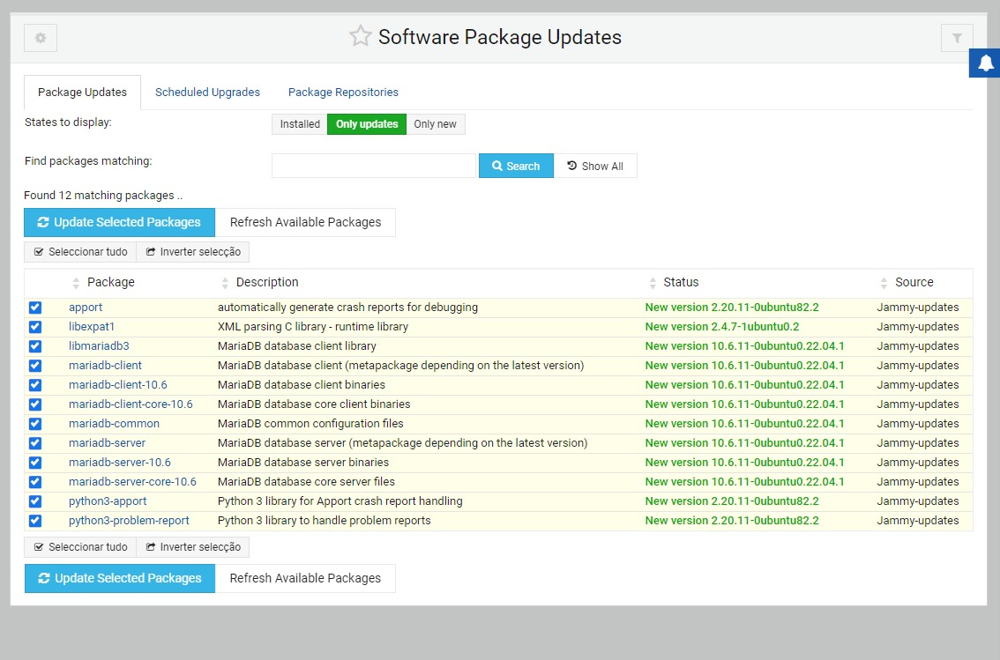 Software Package Updates
Package Updates Scheduled Upgrades Package Repositories
States to display: Installed Only updates Only new
Find packages matching: Search Show All
Found 12 matching packages ..
Update Selected Packages Refresh Available Packages
Seleccionar tudo Inverter selecção
Package Description Status Source
apport automatically generate crash reports for debugging New version 2.20.11-0ubuntu82.2 Jammy-updates
libexpat1 XML parsing C library - runtime library New version 2.4.7-1ubuntu0.2 Jammy-updates
libmariadb3 MariaDB database client library New version 10.6.11-0ubuntu0.22.04.1 Jammy-updates
mariadb-client MariaDB database client (metapackage depending on the latest version) New version 10.6.11-0ubuntu0.22.04.1 Jammy-updates
mariadb-client-10.6 MariaDB database client binaries New version 10.6.11-0ubuntu0.22.04.1 Jammy-updates
mariadb-client-core-10.6 MariaDB database core client binaries New version 10.6.11-0ubuntu0.22.04.1 Jammy-updates
mariadb-common MariaDB common configuration files New version 10.6.11-0ubuntu0.22.04.1 Jammy-updates
mariadb-server MariaDB database server (metapackage depending on the latest version) New version 10.6.11-0ubuntu0.22.04.1 Jammy-updates
mariadb-server-10.6 MariaDB database server binaries New version 10.6.11-0ubuntu0.22.04.1 Jammy-updates
mariadb-server-core-10.6 MariaDB database core server files New version 10.6.11-0ubuntu0.22.04.1 Jammy-updates
python3-apport Python 3 library for Apport crash report handling New version 2.20.11-0ubuntu82.2 Jammy-updates
python3-problem-report Python 3 library to handle problem reports New version 2.20.11-0ubuntu82.2 Jammy-updates
Seleccionar tudo Inverter selecção
Update Selected Packages Refresh Available Packages